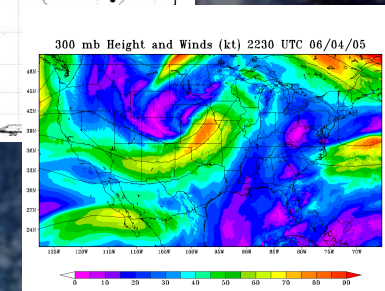 300 mb Height and Winds (kt) 2230 UTC 06/04/05
48N
45N
42N
39N
36N
33N
30N
27N
24N
125W 120W 115W 110W 105W 100W 95W 90W 85W 80W 75W 70W
0 10 20 30 40 50 60 70 80 90